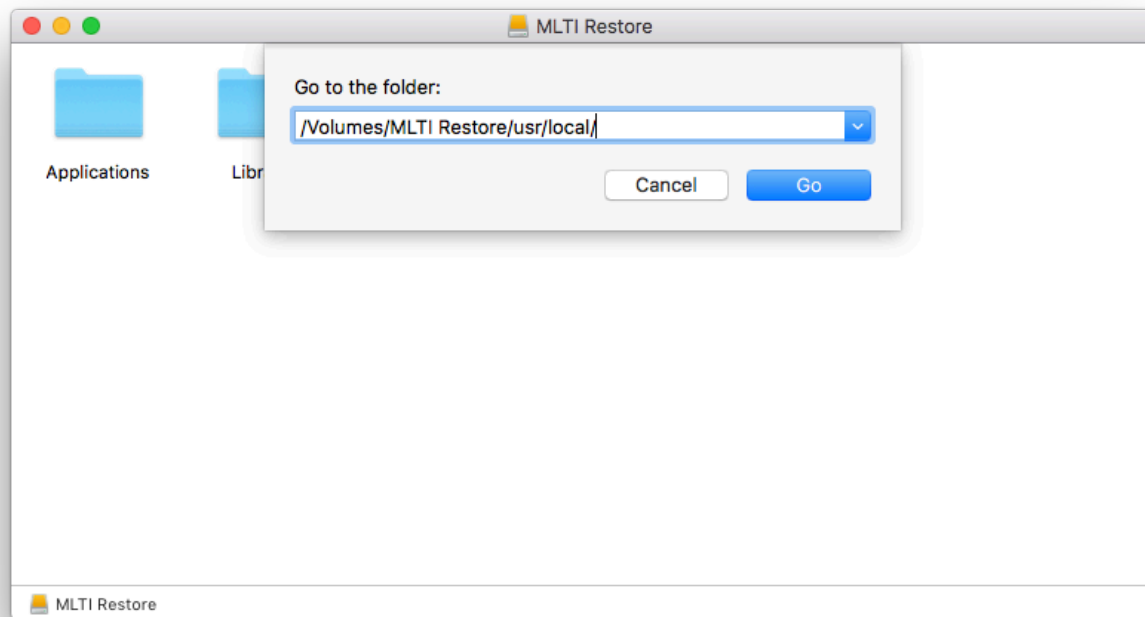 MLTI Restore
Go to the folder:
/Volumes/MLTI Restore/usr/local/
Cancel Go
Applications Libr
MLTI Restore